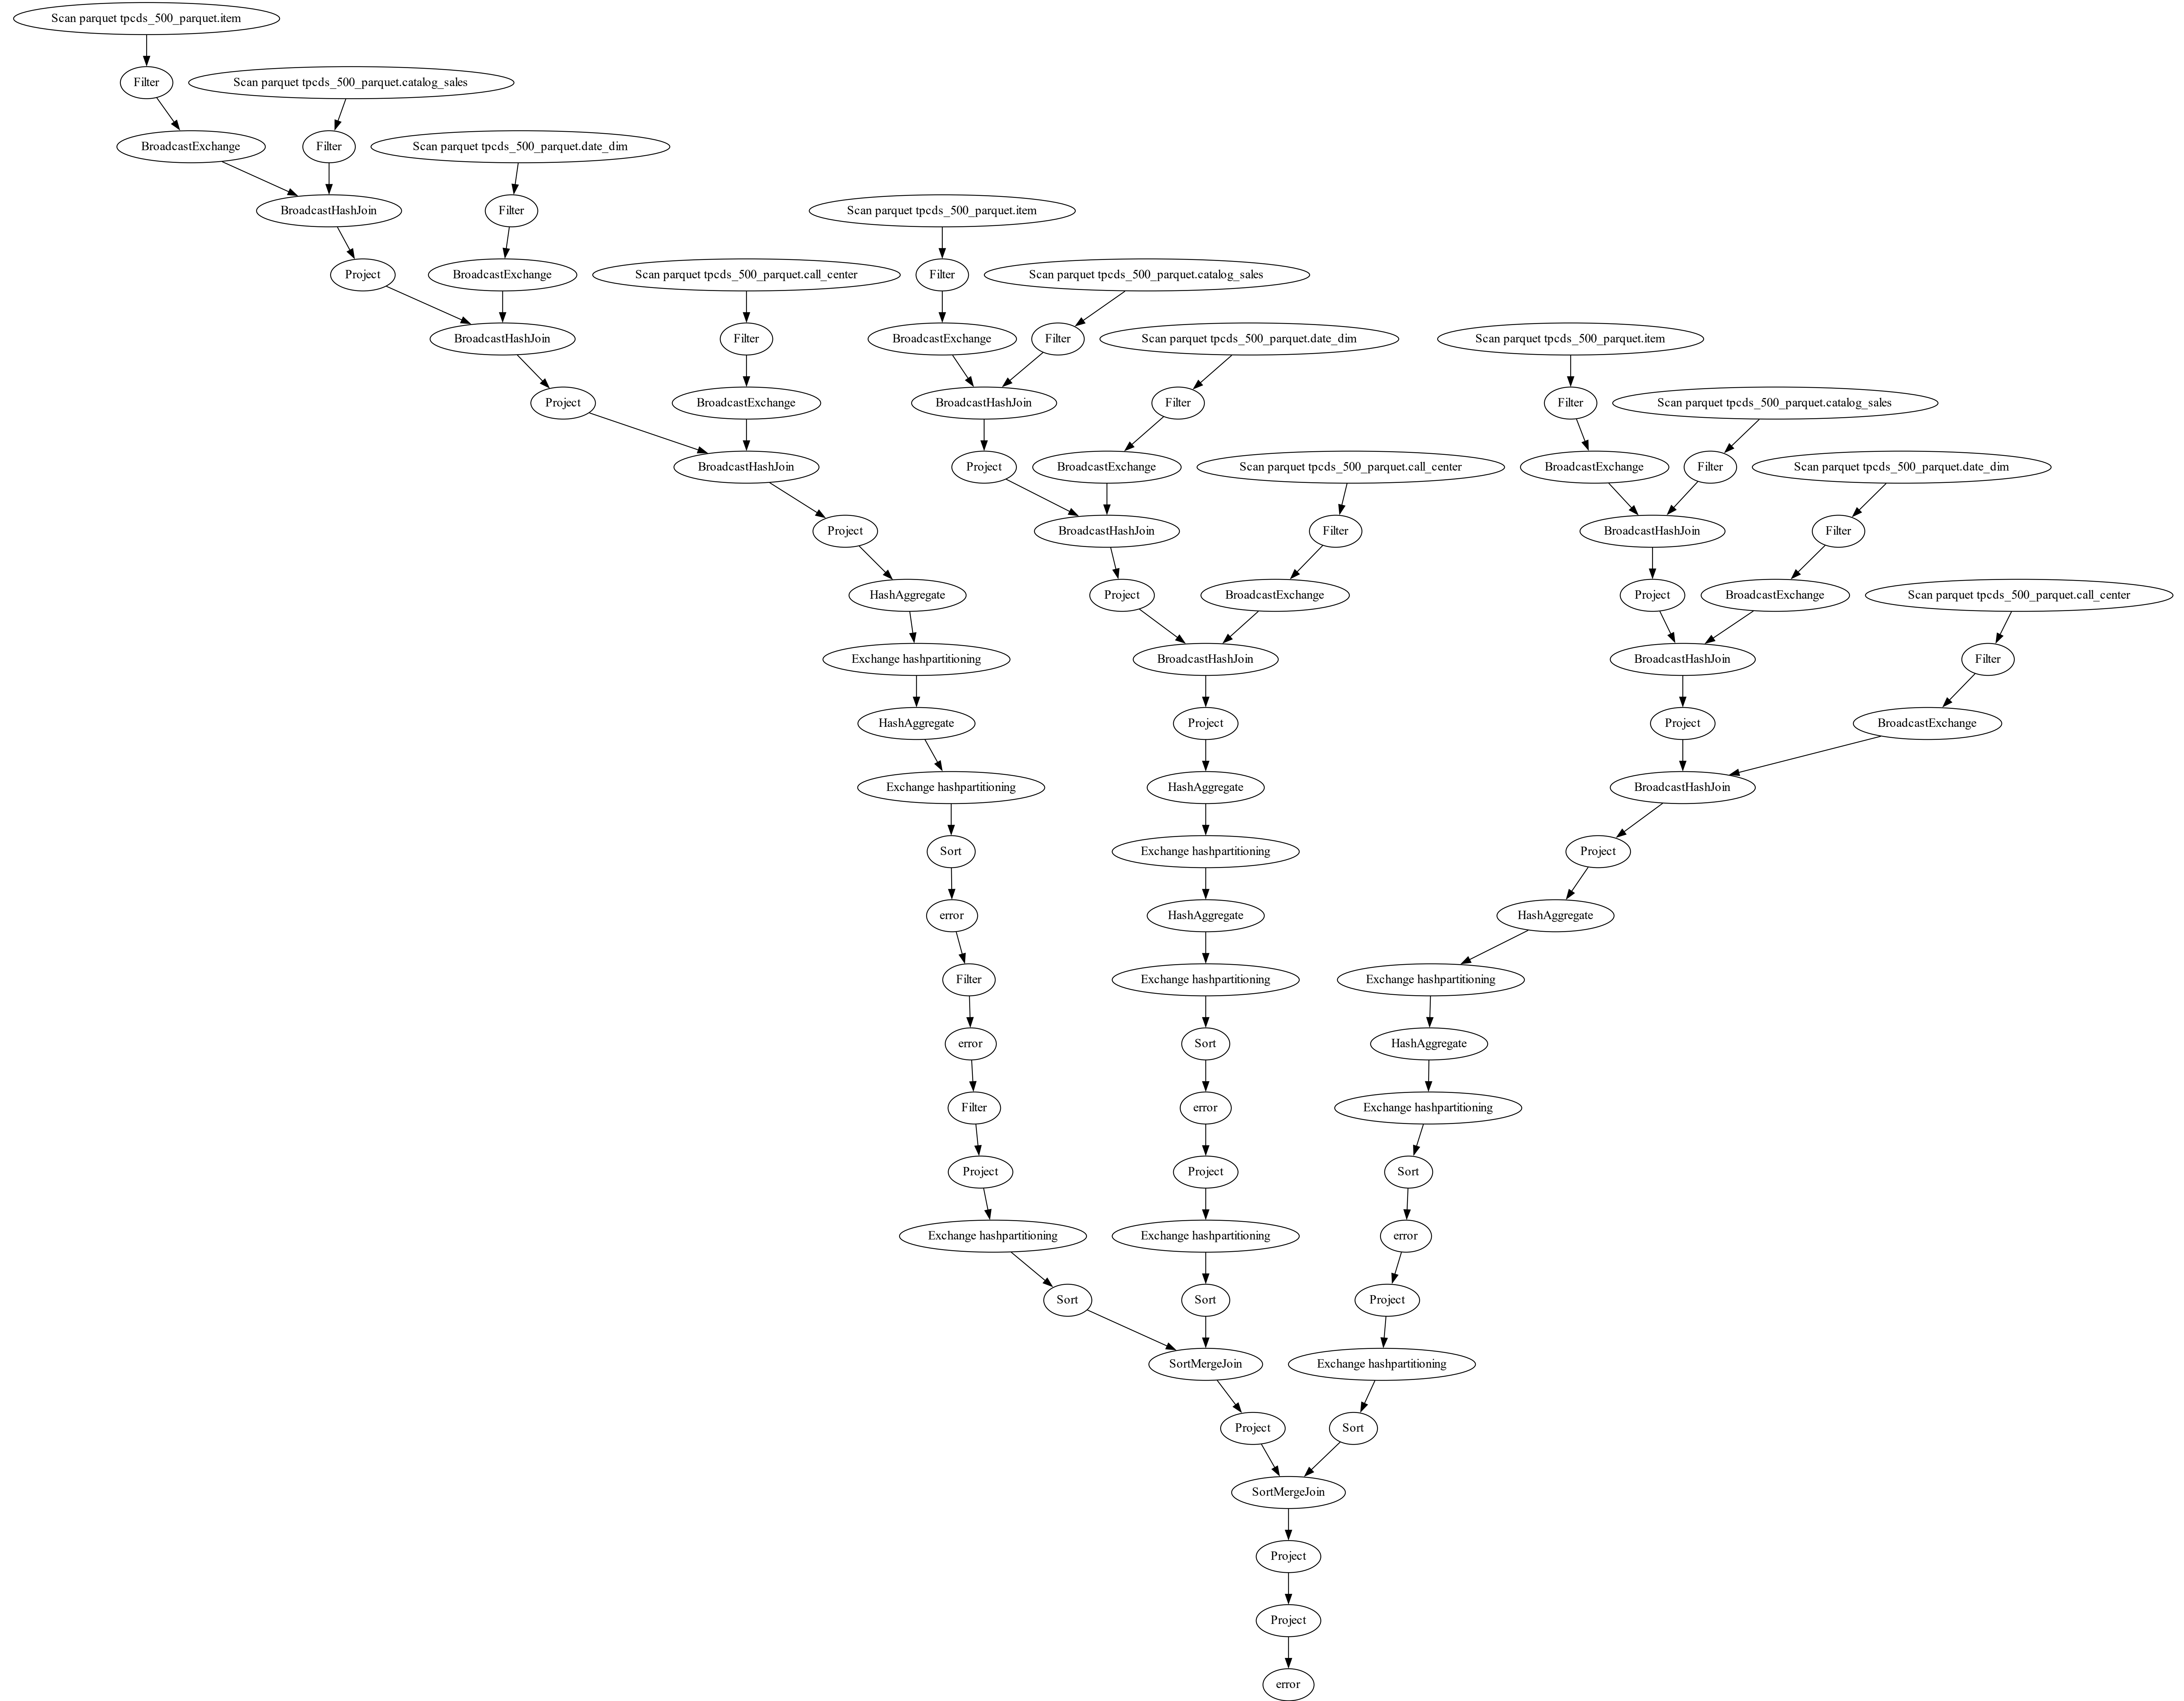 Scan parquet tpcds_500_parquet.item
Filter
Scan parquet tpcds_500_parquet.catalog_sales
BroadcastExchange
Filter
Scan parquet tpcds_500_parquet.date_dim
BroadcastHashJoin
Filter
Scan parquet tpcds_500_parquet.item
Project
BroadcastExchange
Scan parquet tpcds_500_parquet.call_center
Filter
Scan parquet tpcds_500_parquet.catalog_sales
BroadcastHashJoin
Filter
BroadcastExchange
Filter
Scan parquet tpcds_500_parquet.date_dim
Scan parquet tpcds_500_parquet.item
Project
BroadcastExchange
BroadcastHashJoin
Filter
Filter
Scan parquet tpcds_500_parquet.catalog_sales
BroadcastHashJoin
Project
BroadcastExchange
Scan parquet tpcds_500_parquet.call_center
BroadcastExchange
Filter
Scan parquet tpcds_500_parquet.date_dim
Project
BroadcastHashJoin
Filter
BroadcastHashJoin
Filter
HashAggregate
Project
BroadcastExchange
Project
BroadcastExchange
Scan parquet tpcds_500_parquet.call_center
Exchange hashpartitioning
BroadcastHashJoin
BroadcastHashJoin
Filter
HashAggregate
Project
Project
BroadcastExchange
Exchange hashpartitioning
HashAggregate
BroadcastHashJoin
Sort
Exchange hashpartitioning
Project
error
HashAggregate
HashAggregate
Filter
Exchange hashpartitioning
Exchange hashpartitioning
error
Sort
HashAggregate
Filter
error
Exchange hashpartitioning
Project
Project
Sort
Exchange hashpartitioning
Exchange hashpartitioning
error
Sort
Sort
Project
SortMergeJoin
Exchange hashpartitioning
Project
Sort
SortMergeJoin
Project
Project
error